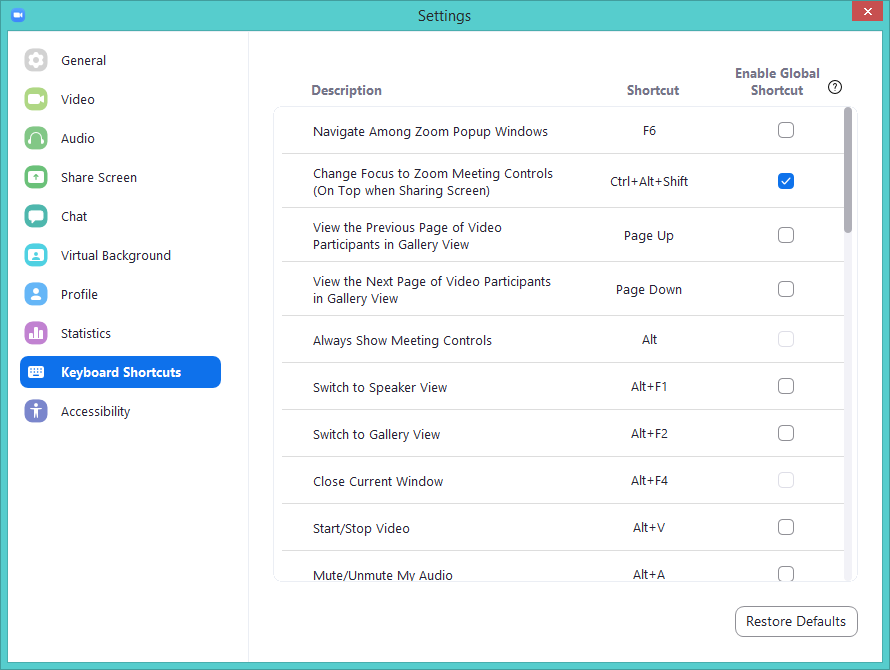 Settings
General
Video
Audio
Share Screen
Chat
Virtual Background
Profile
Statistics
Keyboard Shortcuts
Accessibility
Description
Shortcut
Enable Global
Shortcut
?
Navigate Among Zoom Popup Windows
F6
Change Focus to Zoom Meeting Controls
(On Top when Sharing Screen)
Ctrl+Alt+Shift
View the Previous Page of Video
Participants in Gallery View
Page Up
View the Next Page of Video Participants
in Gallery View
Page Down
Always Show Meeting Controls
Alt
Switch to Speaker View
Alt+F1
Switch to Gallery View
Alt+F2
Close Current Window
Alt+F4
Start/Stop Video
Alt+V
Mute/Unmute My Audio
Alt+A
Restore Defaults